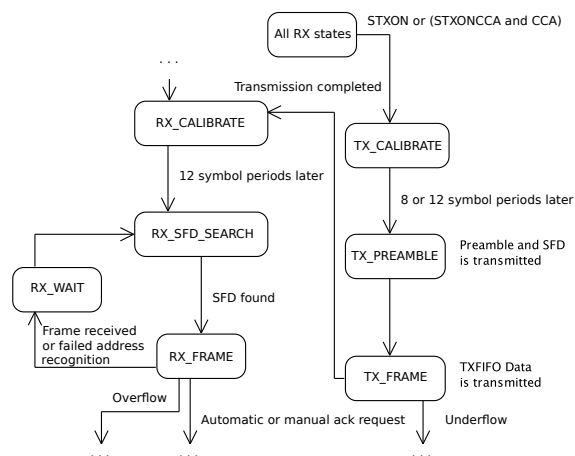 STXON or (STXONCCA and CCA)
All RX states
. . .
Transmission completed
RX_CALIBRATE
TX_CALIBRATE
12 symbol periods later
8 or 12 symbol periods later
RX_SFD_SEARCH
TX_PREAMBLE
Preamble and SFD
is transmitted
RX_WAIT
SFD found
Frame received
or failed address
recognition
RX_FRAME
TX_FRAME
TXFIFO Data
is transmitted
Overflow
Automatic or manual ack request
Underflow
. . .
. . .
. . .